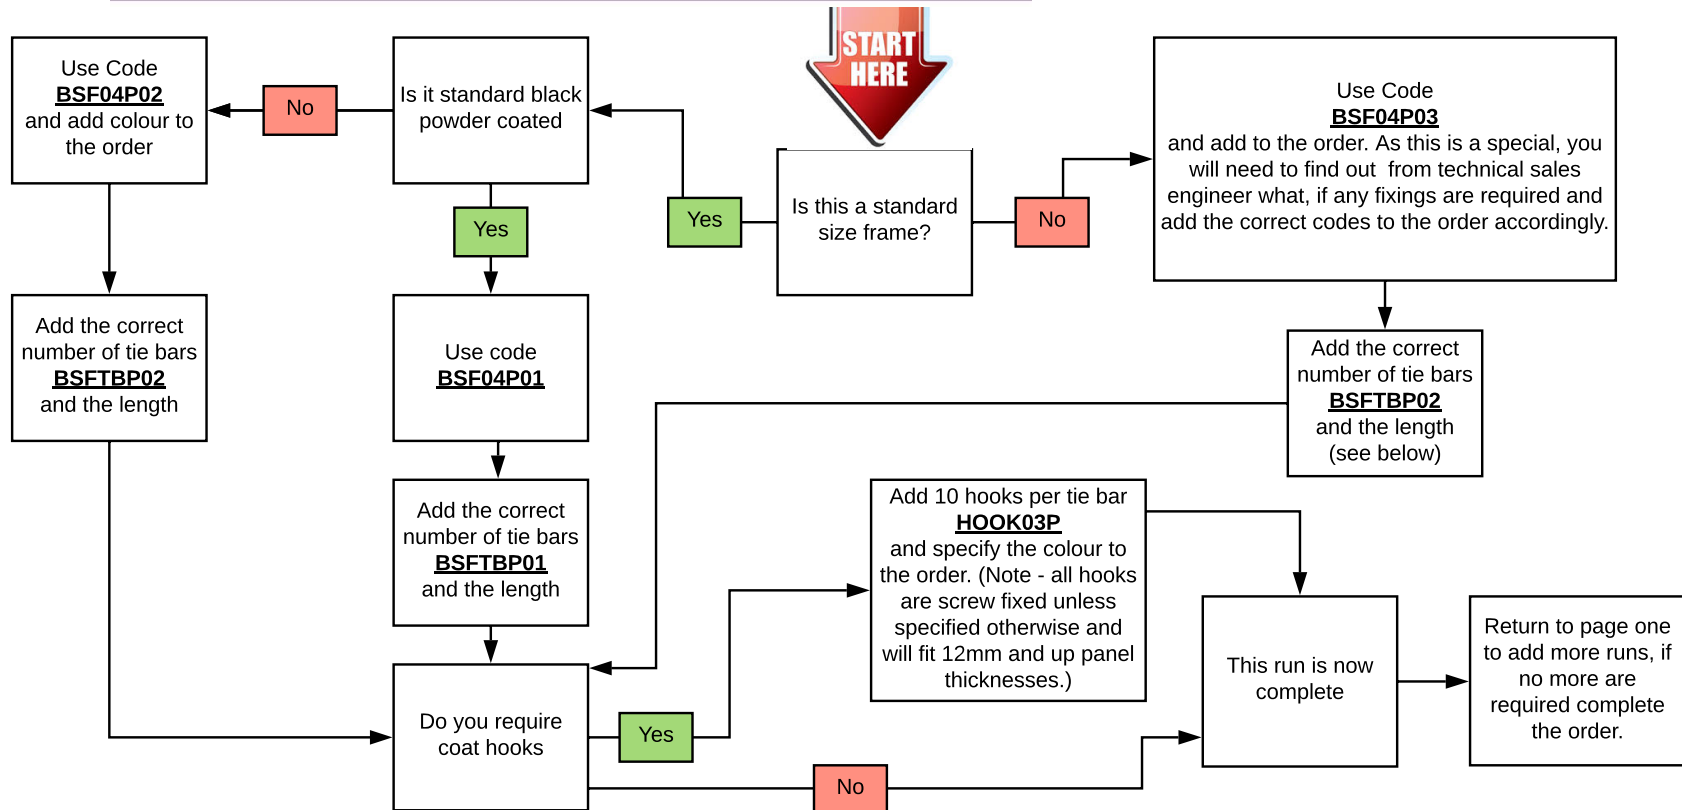 START
HERE
Use Code
BSF04P02
and add colour to
the order
No
Is it standard black
powder coated
Yes
Is this a standard
size frame?
No
Use Code
BSF04P03
and add to the order. As this is a special, you
will need to find out  from technical sales
engineer what, if any fixings are required and
add the correct codes to the order accordingly.
Yes
Add the correct
number of tie bars
BSFTBP02
and the length
Use code
BSF04P01
Add the correct
number of tie bars
BSFTBP02
and the length
(see below)
Add the correct
number of tie bars
BSFTBP01
and the length
Add 10 hooks per tie bar
HOOK03P
and specify the colour to
the order. (Note - all hooks
are screw fixed unless
specified otherwise and
will fit 12mm and up panel
thicknesses.)
This run is now
complete
Return to page one
to add more runs, if
no more are
required complete
the order.
Do you require
coat hooks
Yes
No